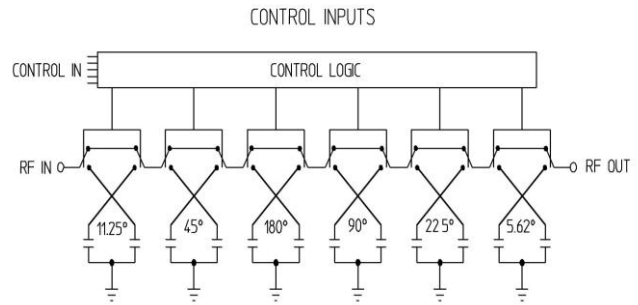 CONTROL INPUTS
CONTROL IN
CONTROL LOGIC
RF IN
RF OUT
11.25°
45°
180°
90°
22.5°
5.62°